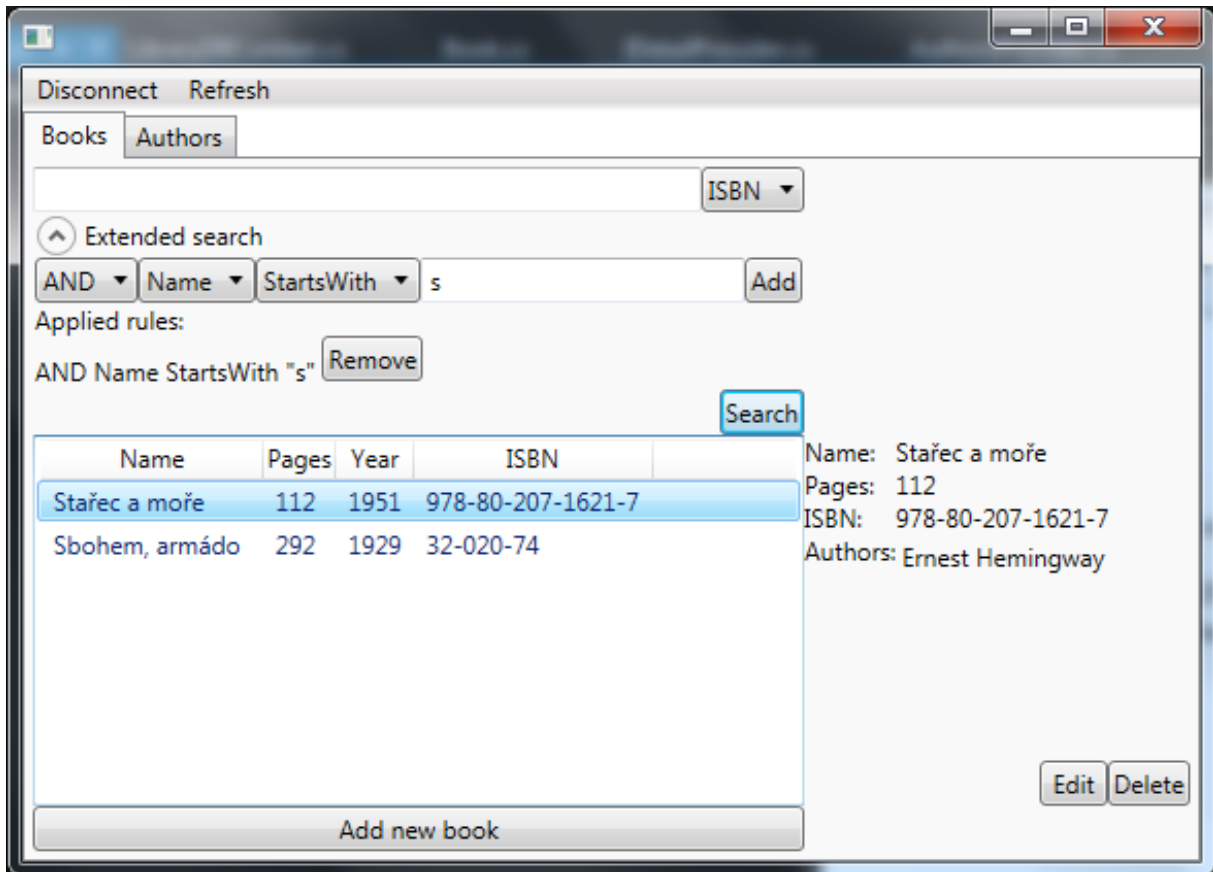 Disconnect Refresh
Books Authors
ISBN
Extended search
AND Name StartsWith s Add
Applied rules:
AND Name StartsWith "s" Remove
Search
Name Pages Year ISBN
Stařec a moře 112 1951 978-80-207-1621-7
Sbohem, armádo 292 1929 32-020-74
Name: Stařec a moře
Pages: 112
ISBN: 978-80-207-1621-7
Authors: Ernest Hemingway
Edit Delete
Add new book